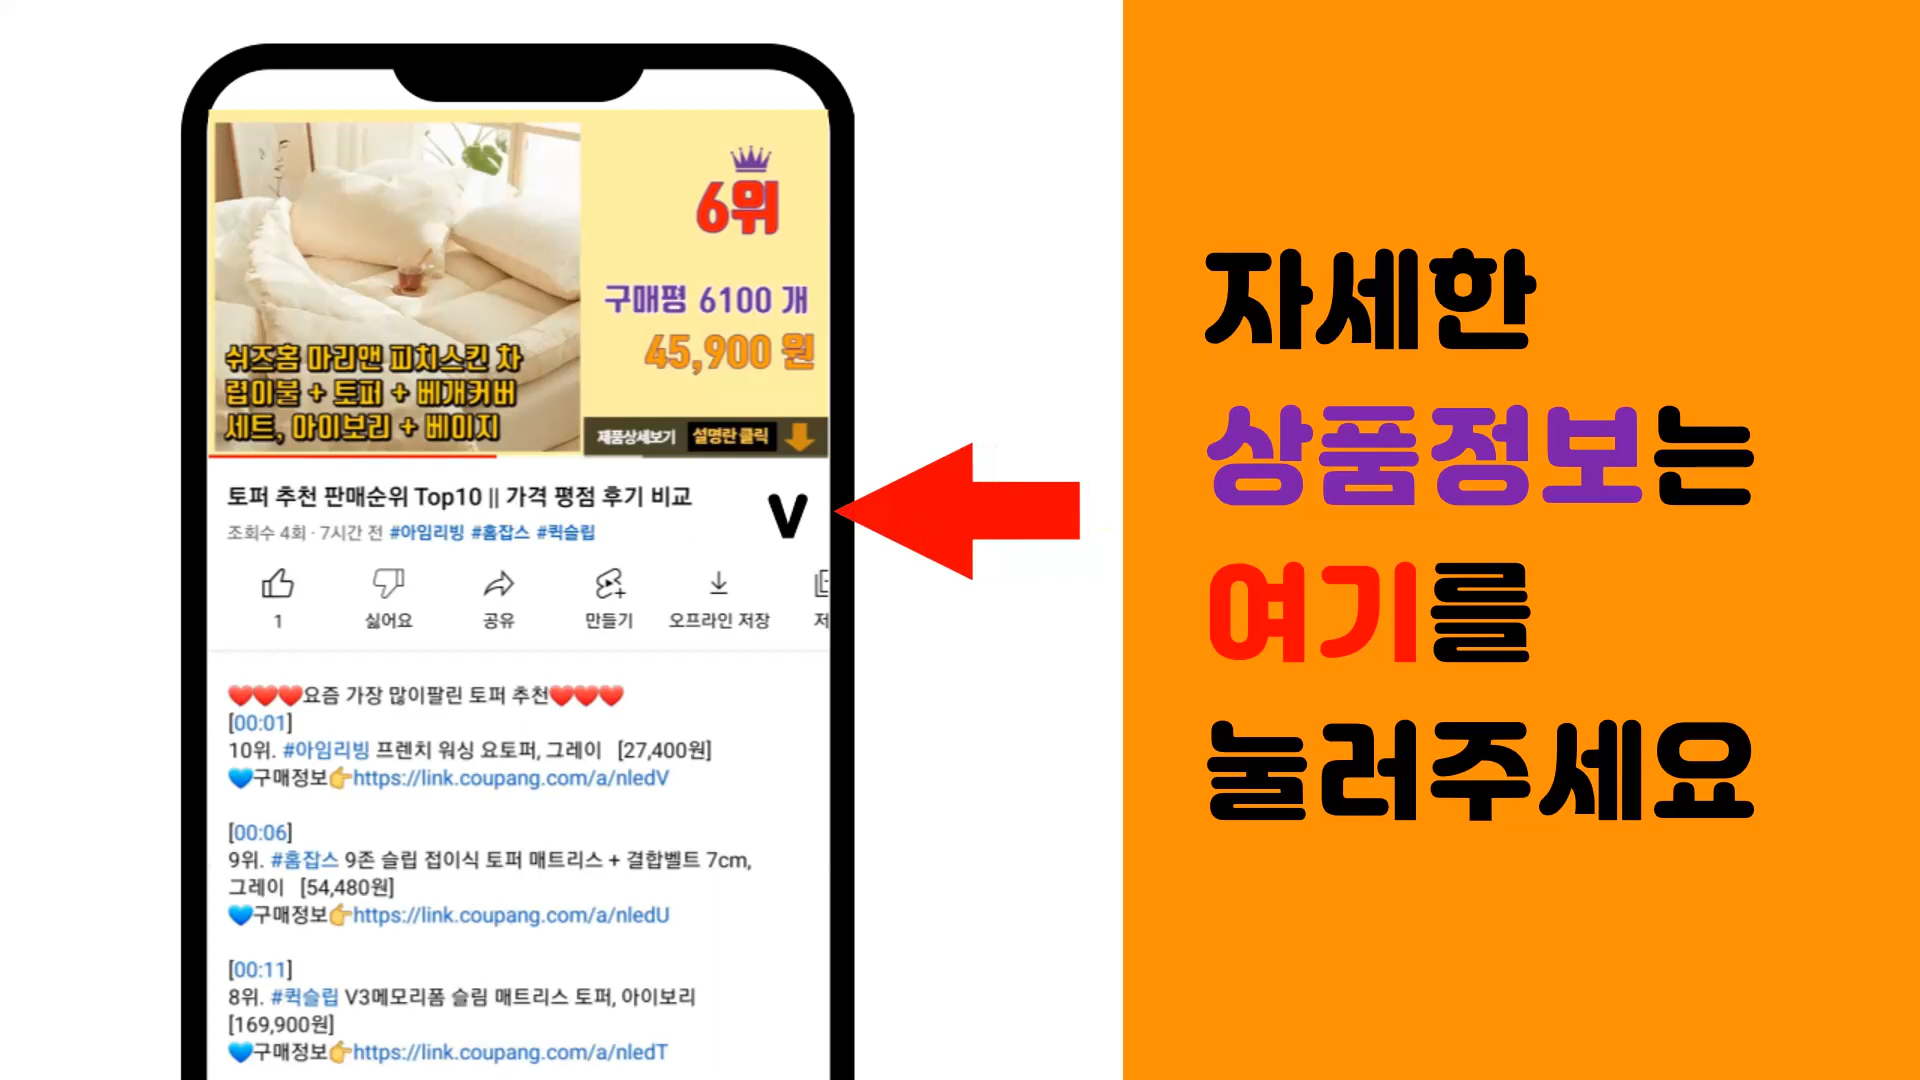 6위
구매평 6100 개
45,900 원
쉬즈홈 마리앤 피치스킨 차
렵이불 + 토퍼 + 베개커버
세트, 아이보리 + 베이지
제품상세보기 설명란 클릭
토퍼 추천 판매순위 Top10 || 가격 평점 후기 비교
V
조회수 4회 · 7시간 전 #아임리빙 #홈잡스 #퀵슬립
1 싫어요 공유 만들기 오프라인 저장 저
❤️❤️❤️요즘 가장 많이팔린 토퍼 추천❤️❤️❤️
[00:01]
10위. #아임리빙 프렌치 워싱 요토퍼, 그레이 [27,400원]
💙구매정보👉https://link.coupang.com/a/nledV
[00:06]
9위. #홈잡스 9존 슬립 접이식 토퍼 매트리스 + 결합벨트 7cm,
그레이 [54,480원]
💙구매정보👉https://link.coupang.com/a/nledU
[00:11]
8위. #퀵슬립 V3메모리폼 슬림 매트리스 토퍼, 아이보리
[169,900원]
💙구매정보👉https://link.coupang.com/a/nledT
자세한
상품정보는
여기를
눌러주세요